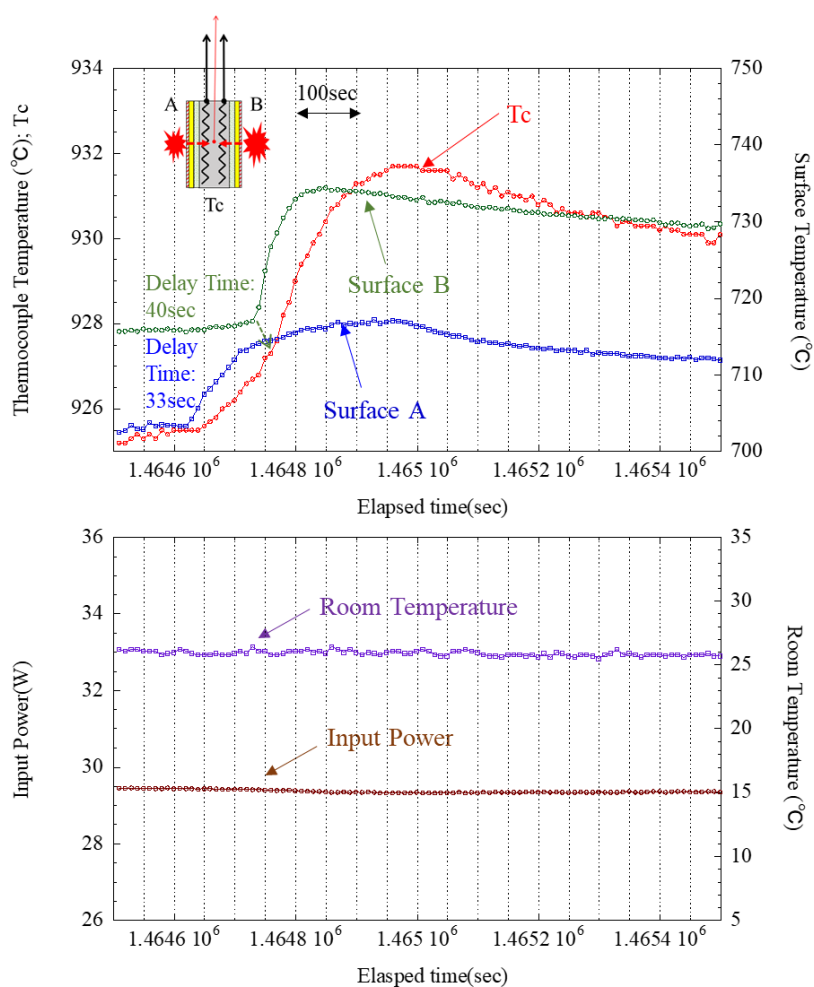 934
932
930
928
926
Thermocouple Temperature (℃); Tc
750
740
730
720
710
700
Surface Temperature (℃)
A
B
Tc
100sec
Tc
Delay Time:
40sec
Surface B
Delay
Time:
33sec
Surface A
1.4646 10⁶
1.4648 10⁶
1.465 10⁶
1.4652 10⁶
1.4654 10⁶
Elapsed time(sec)
36
34
33
32
30
29
28
26
Input Power(W)
35
30
25
20
15
10
5
Room Temperature (℃)
Room Temperature
Input Power
1.4646 10⁶
1.4648 10⁶
1.465 10⁶
1.4652 10⁶
1.4654 10⁶
Elasped time(sec)